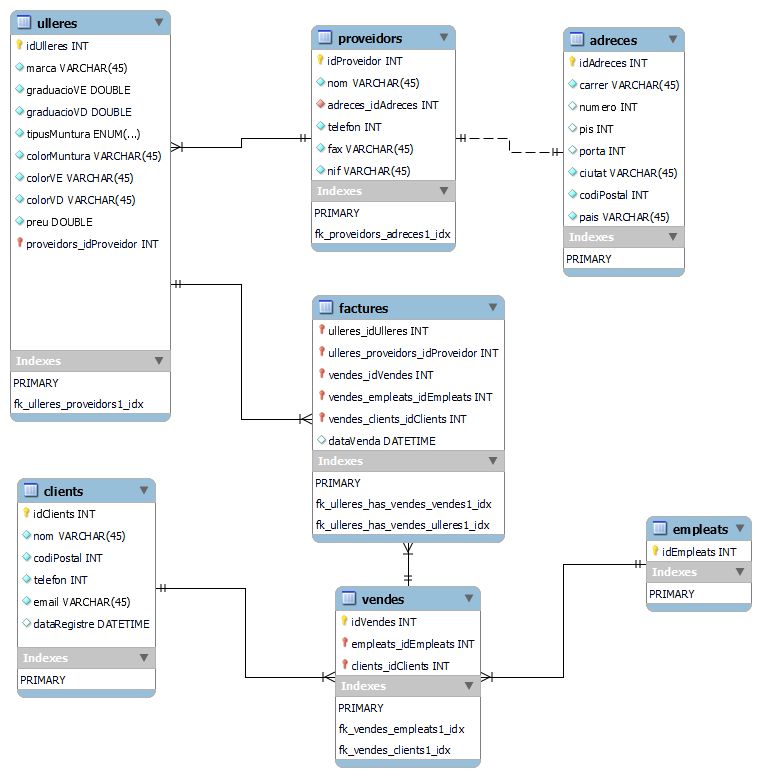 ulleres
idUlleres INT
marca VARCHAR(45)
graduacioVE DOUBLE
graduacioVD DOUBLE
tipusMuntura ENUM(...)
colorMuntura VARCHAR(45)
colorVE VARCHAR(45)
colorVD VARCHAR(45)
preu DOUBLE
proveidors_idProveidor INT
Indexes
PRIMARY
fk_ulleres_proveidors1_idx
proveidors
idProveidor INT
nom VARCHAR(45)
adreces_idAdreces INT
telefon INT
fax VARCHAR(45)
nif VARCHAR(45)
Indexes
PRIMARY
fk_proveidors_adreces1_idx
adreces
idAdreces INT
carrer VARCHAR(45)
numero INT
pis INT
porta INT
ciutat VARCHAR(45)
codiPostal INT
pais VARCHAR(45)
Indexes
PRIMARY
factures
ulleres_idUlleres INT
ulleres_proveidors_idProveidor INT
vendes_idVendes INT
vendes_empleats_idEmpleats INT
vendes_clients_idClients INT
dataVenda DATETIME
Indexes
PRIMARY
fk_ulleres_has_vendes_vendes1_idx
fk_ulleres_has_vendes_ulleres1_idx
clients
idClients INT
nom VARCHAR(45)
codiPostal INT
telefon INT
email VARCHAR(45)
dataRegistre DATETIME
Indexes
PRIMARY
vendes
idVendes INT
empleats_idEmpleats INT
clients_idClients INT
Indexes
PRIMARY
fk_vendes_empleats1_idx
fk_vendes_clients1_idx
empleats
idEmpleats INT
Indexes
PRIMARY